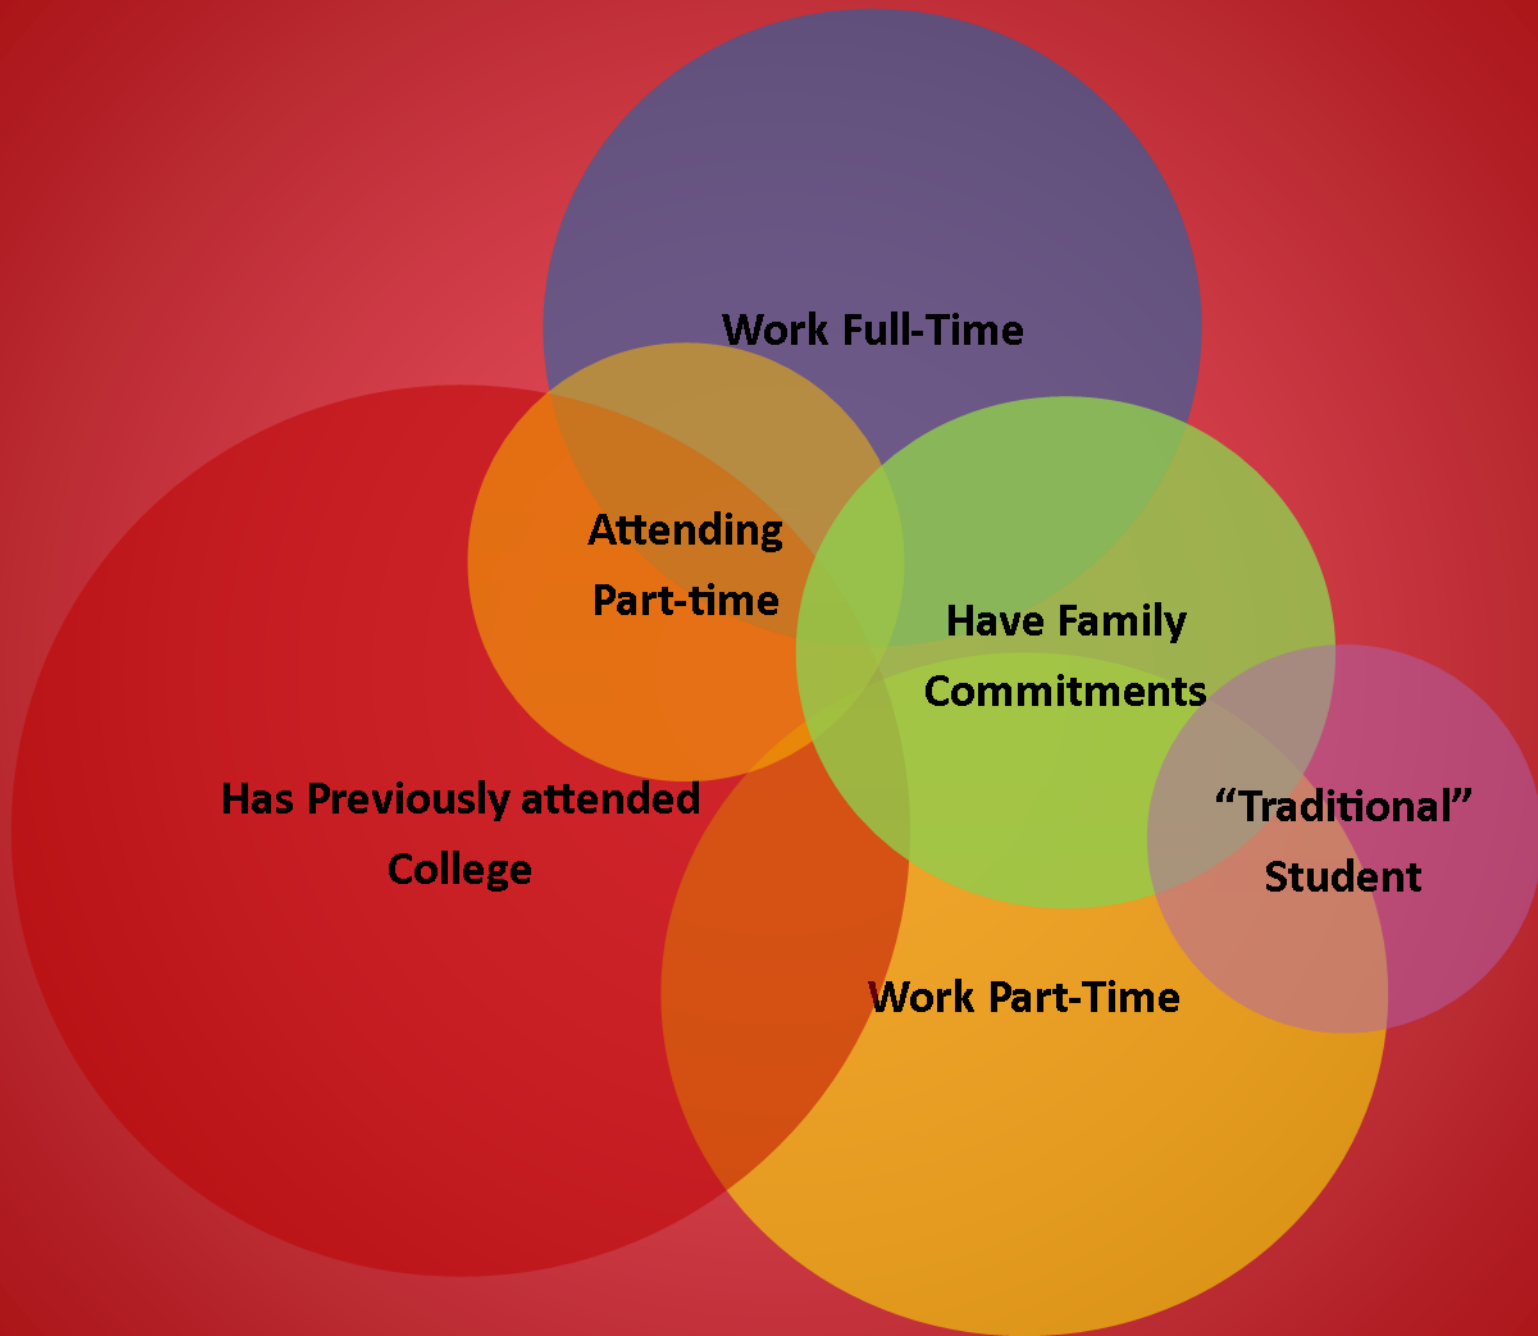 Work Full-Time
Attending
Part-time
Have Family
Commitments
Has Previously attended
College
“Traditional”
Student
Work Part-Time